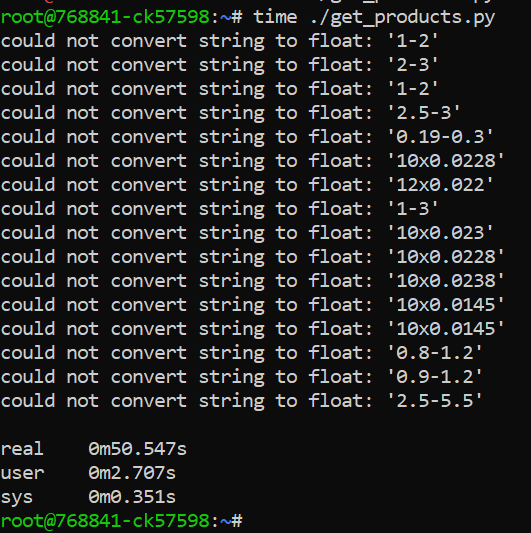 root@768841-ck57598:~# time ./get_products.py
could not convert string to float: '1-2'
could not convert string to float: '2-3'
could not convert string to float: '1-2'
could not convert string to float: '2.5-3'
could not convert string to float: '0.19-0.3'
could not convert string to float: '10x0.0228'
could not convert string to float: '12x0.022'
could not convert string to float: '1-3'
could not convert string to float: '10x0.023'
could not convert string to float: '10x0.0228'
could not convert string to float: '10x0.0238'
could not convert string to float: '10x0.0145'
could not convert string to float: '10x0.0145'
could not convert string to float: '0.8-1.2'
could not convert string to float: '0.9-1.2'
could not convert string to float: '2.5-5.5'
real    0m50.547s
user    0m2.707s
sys     0m0.351s
root@768841-ck57598:~#